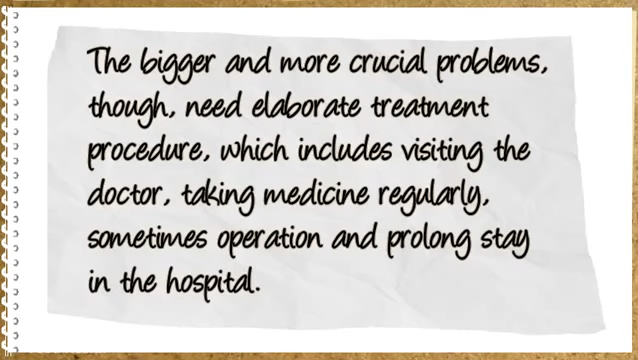 The bigger and more crucial problems,
though, need elaborate treatment
procedure, which includes visiting the
doctor, taking medicine regularly,
sometimes operation and prolong stay
in the hospital.